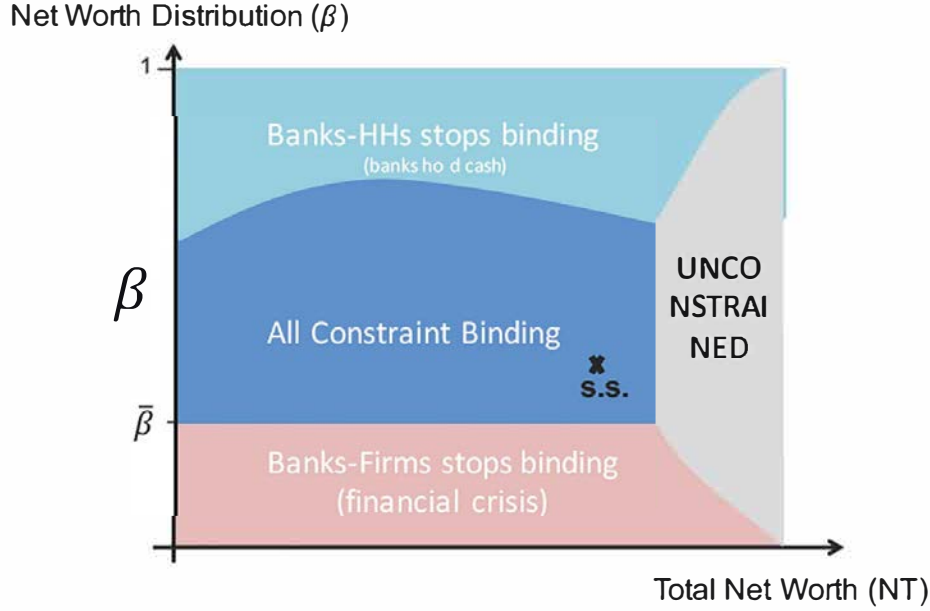 Net Worth Distribution (β)
1
Banks-HHs stops binding
(banks ho d cash)
β
UNCO
NSTRAI
NED
All Constraint Binding
s.s.
β̄
Banks-Firms stops binding
(financial crisis)
Total Net Worth (NT)